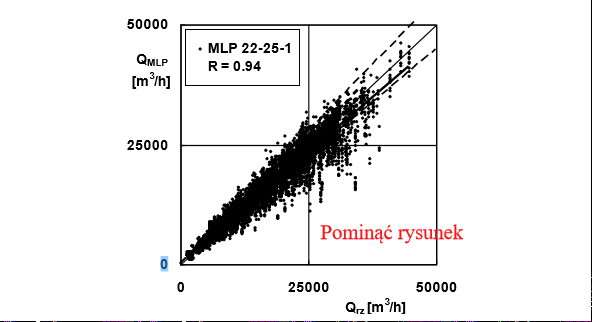 50000
MLP 22-25-1
R = 0.94
QMLP
[m³/h]
25000
Pominąć rysunek
0
0
25000
50000
Qrz [m³/h]